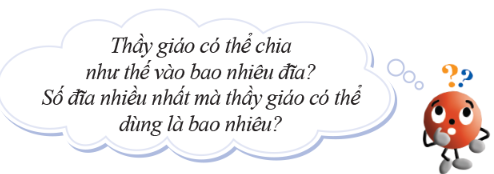 Thầy giáo có thể chia
như thế vào bao nhiêu đĩa?
Số đĩa nhiều nhất mà thầy giáo có thể
dùng là bao nhiêu?
??